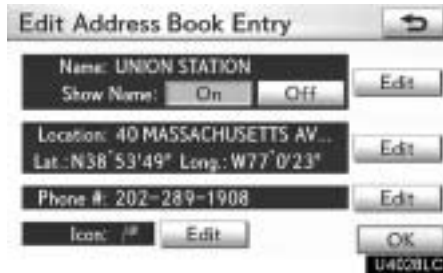 Edit Address Book Entry
Name: UNION STATION
Edit
Show Name: On Off
Location: 40 MASSACHUSETTS AV...
Edit
Lat.:N38°53'49" Long.:W77°0'23"
Phone #: 202-289-1908 Edit
Icon: Edit
OK
U4028LC